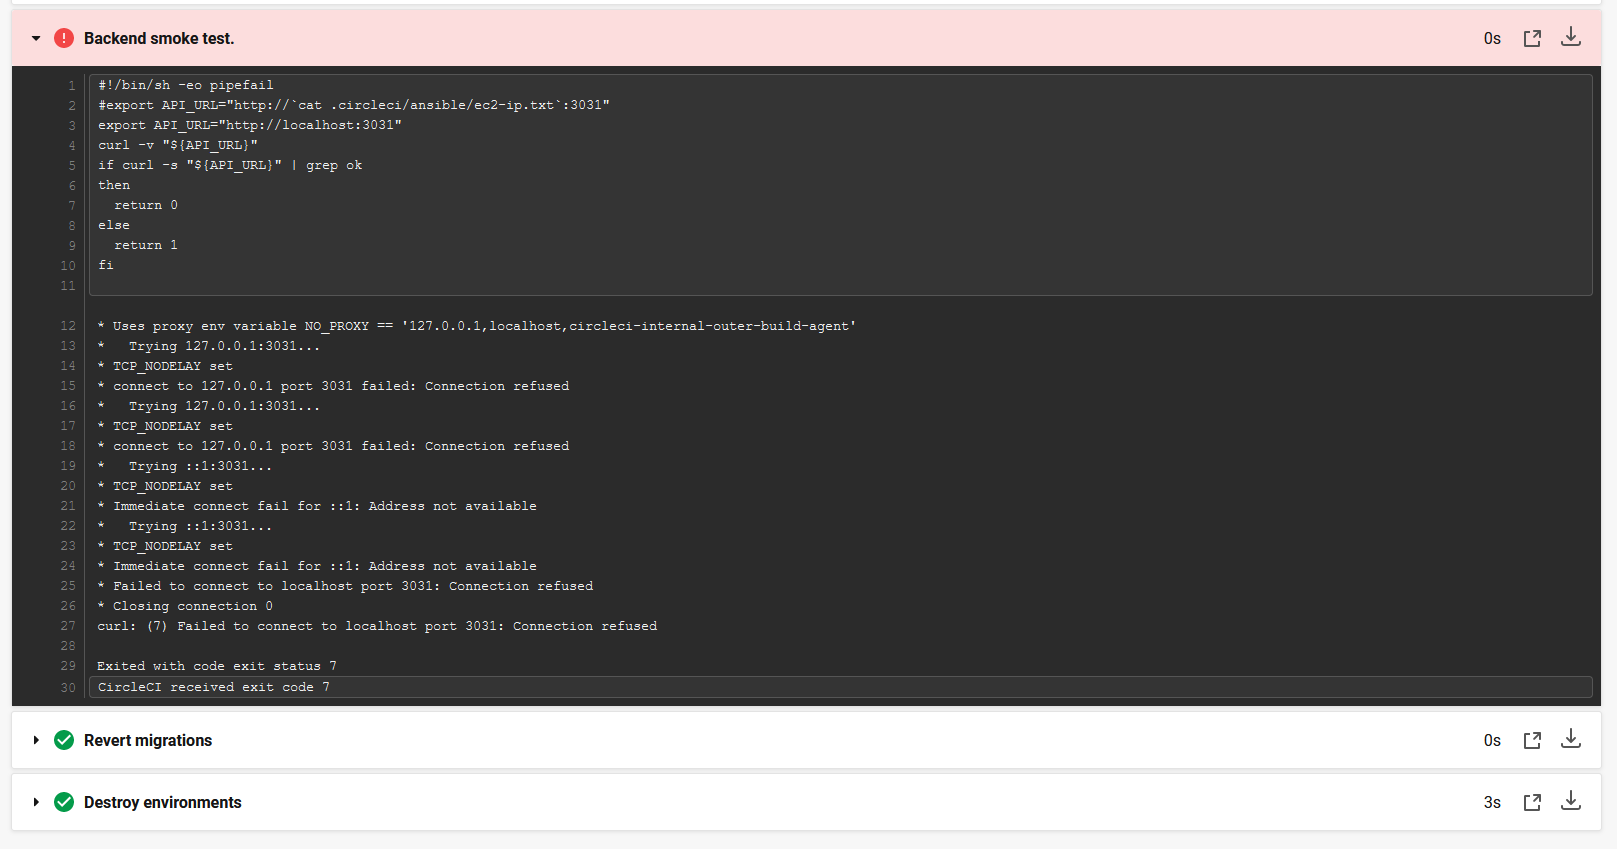 Backend smoke test.
0s
1 #!/bin/sh -eo pipefail
2 #export API_URL="http://`cat .circleci/ansible/ec2-ip.txt`:3031"
3 export API_URL="http://localhost:3031"
4 curl -v "${API_URL}"
5 if curl -s "${API_URL}" | grep ok
6 then
7   return 0
8 else
9   return 1
10 fi
11
12 * Uses proxy env variable NO_PROXY == '127.0.0.1,localhost,circleci-internal-outer-build-agent'
13 *   Trying 127.0.0.1:3031...
14 * TCP_NODELAY set
15 * connect to 127.0.0.1 port 3031 failed: Connection refused
16 *   Trying 127.0.0.1:3031...
17 * TCP_NODELAY set
18 * connect to 127.0.0.1 port 3031 failed: Connection refused
19 *   Trying ::1:3031...
20 * TCP_NODELAY set
21 * Immediate connect fail for ::1: Address not available
22 *   Trying ::1:3031...
23 * TCP_NODELAY set
24 * Immediate connect fail for ::1: Address not available
25 * Failed to connect to localhost port 3031: Connection refused
26 * Closing connection 0
27 curl: (7) Failed to connect to localhost port 3031: Connection refused
28
29 Exited with code exit status 7
30 CircleCI received exit code 7
Revert migrations
0s
Destroy environments
3s